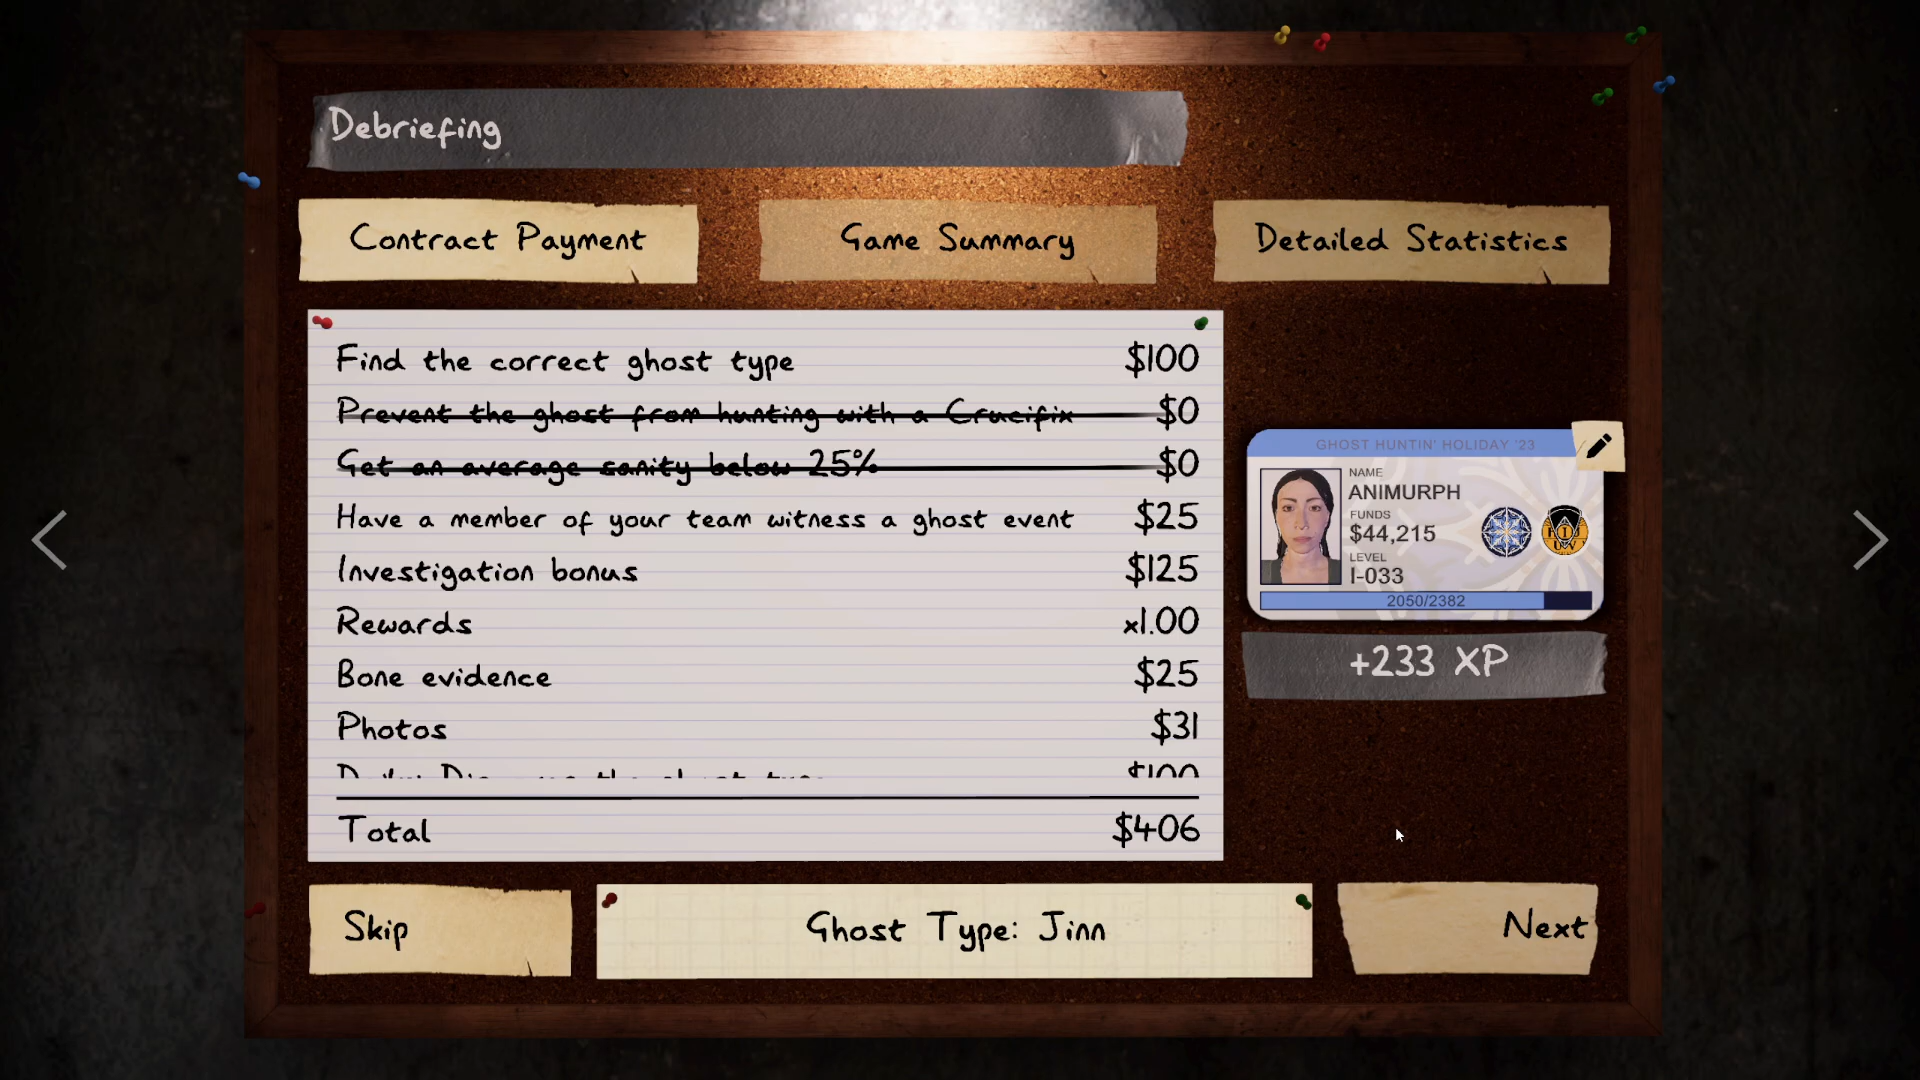 Debriefing
Contract Payment
Game Summary
Detailed Statistics
Find the correct ghost type $100
Prevent the ghost from hunting with a Crucifix $0
Get an average sanity below 25% $0
Have a member of your team witness a ghost event $25
Investigation bonus $125
Rewards x1.00
Bone evidence $25
Photos $31
the ghost type $100
Total $406
GHOST HUNTIN' HOLIDAY '23
NAME
ANIMURPH
FUNDS
$44,215
LEVEL
I-033
2050/2382
+233 XP
Skip
Ghost Type: Jinn
Next